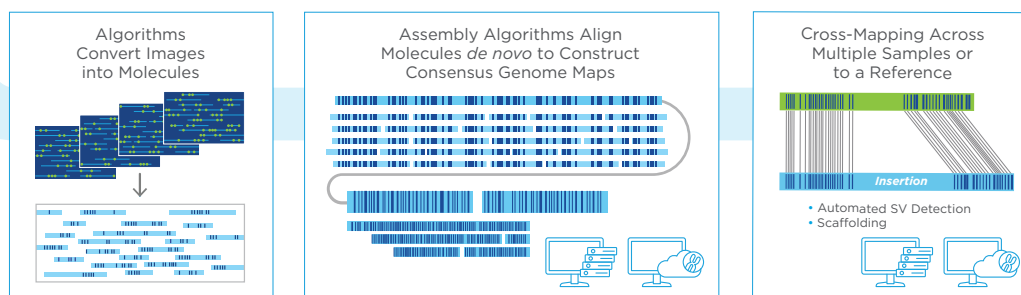 Algorithms
Convert Images
into Molecules
Assembly Algorithms Align
Molecules de novo to Construct
Consensus Genome Maps
Cross-Mapping Across
Multiple Samples or
to a Reference
Insertion
• Automated SV Detection
• Scaffolding